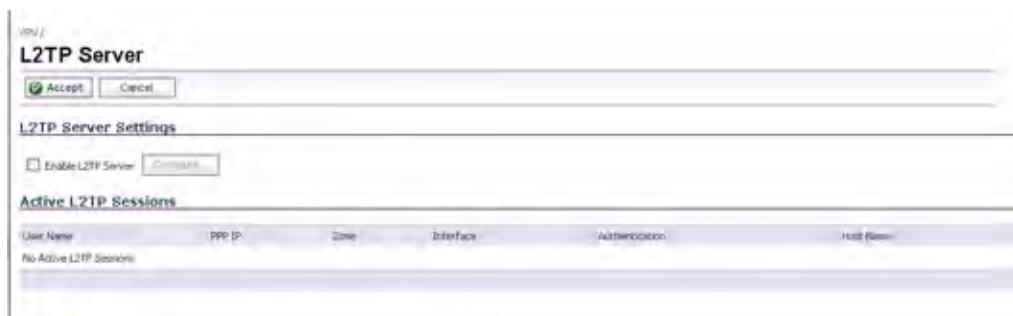 VPN /
L2TP Server
Accept Cancel
L2TP Server Settings
Enable L2TP Server Configure...
Active L2TP Sessions
User Name PPP IP Zone Interface Authentication Host Name
No Active L2TP Sessions